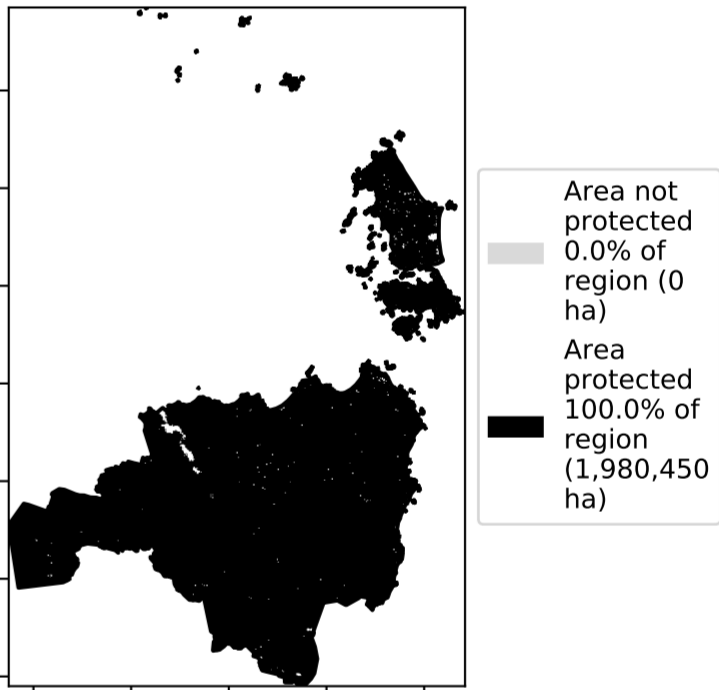 Area not
protected
0.0% of
region (0
ha)
Area
protected
100.0% of
region
(1,980,450
ha)